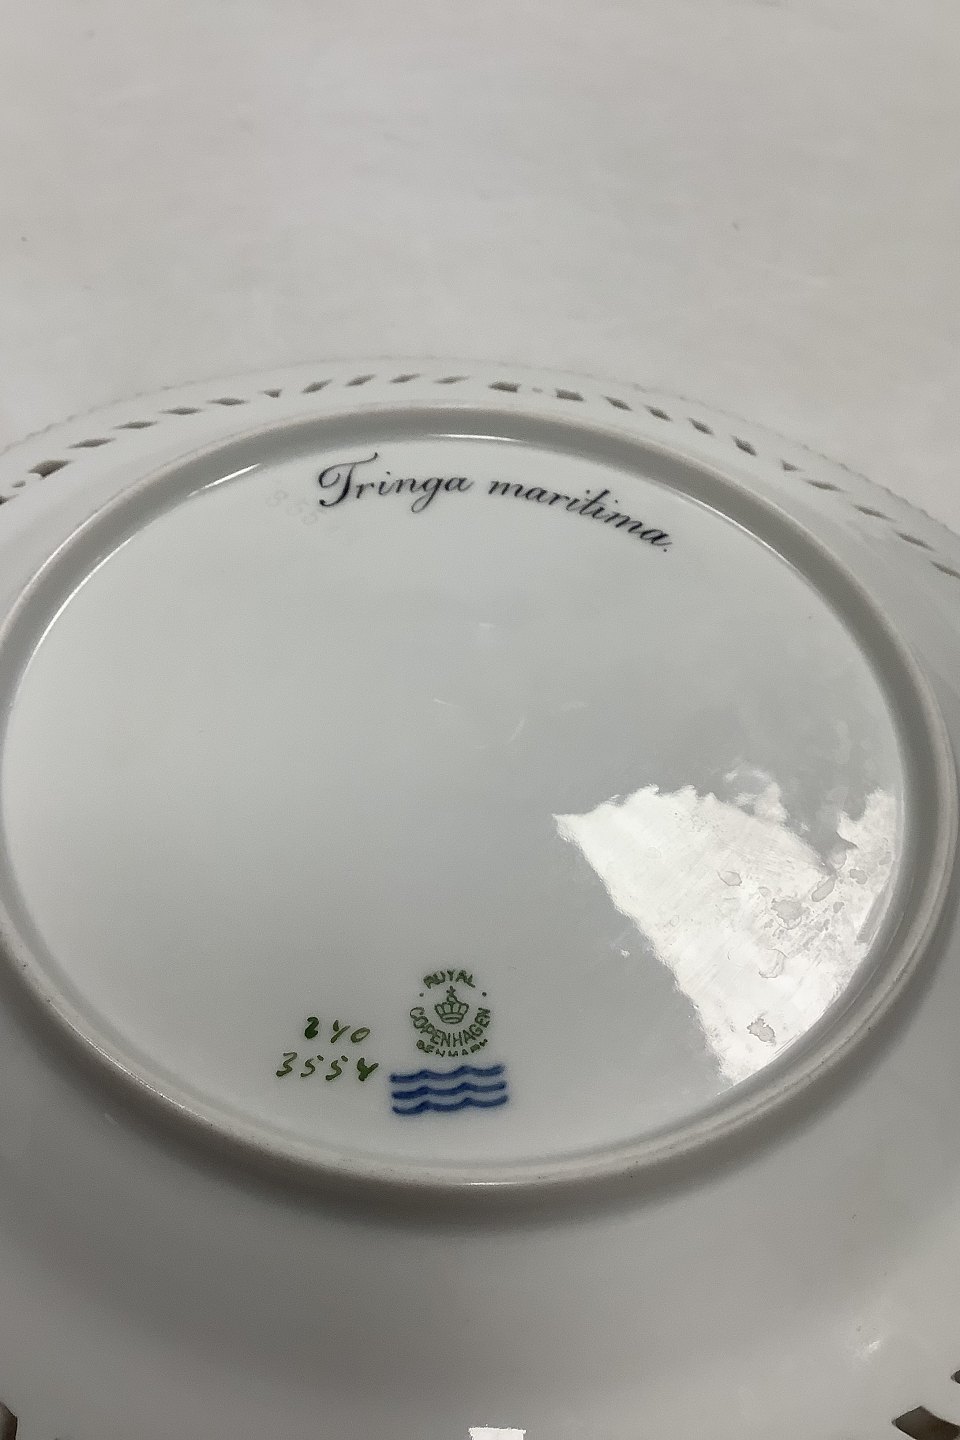 Tringa maritima.
ROYAL
COPENHAGEN
DENMARK
240
3554